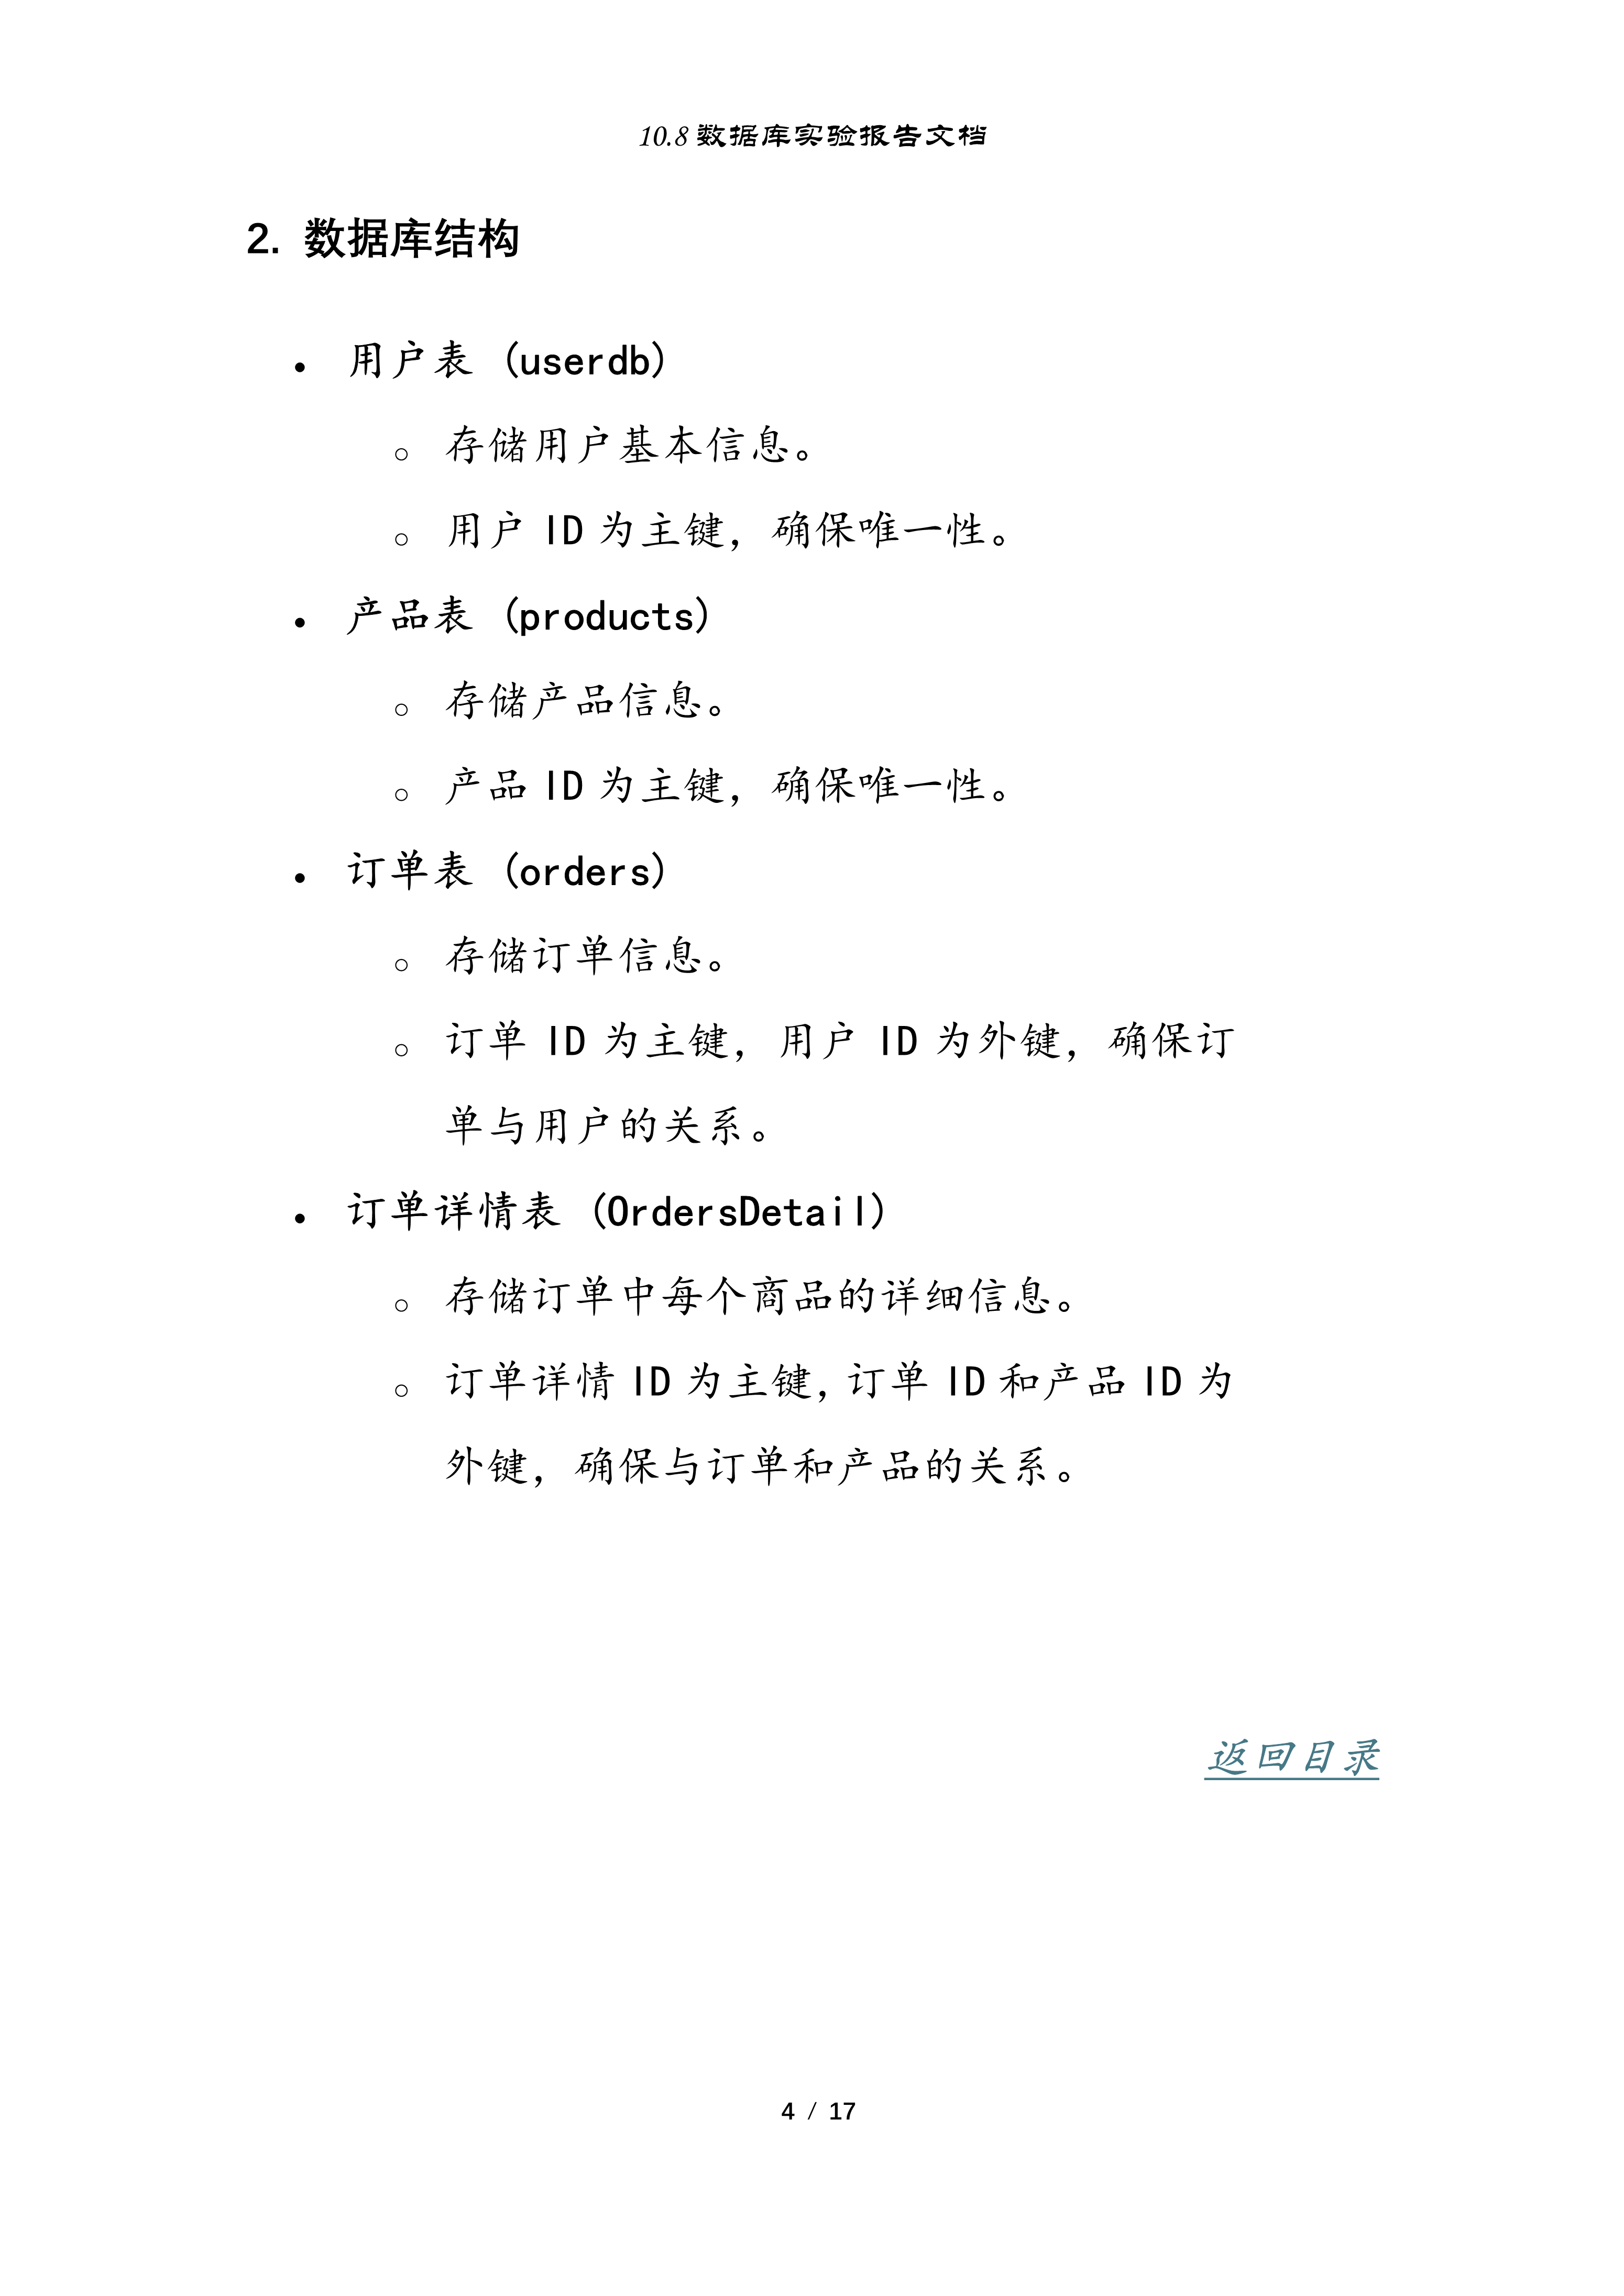 10.8 数据库实验报告文档
2. 数据库结构
• 用户表 (userdb)
○ 存储用户基本信息。
○ 用户 ID 为主键，确保唯一性。
• 产品表 (products)
○ 存储产品信息。
○ 产品 ID 为主键，确保唯一性。
• 订单表 (orders)
○ 存储订单信息。
○ 订单 ID 为主键，用户 ID 为外键，确保订
单与用户的关系。
• 订单详情表 (OrdersDetail)
○ 存储订单中每个商品的详细信息。
○ 订单详情 ID 为主键，订单 ID 和产品 ID 为
外键，确保与订单和产品的关系。
返回目录
4 / 17